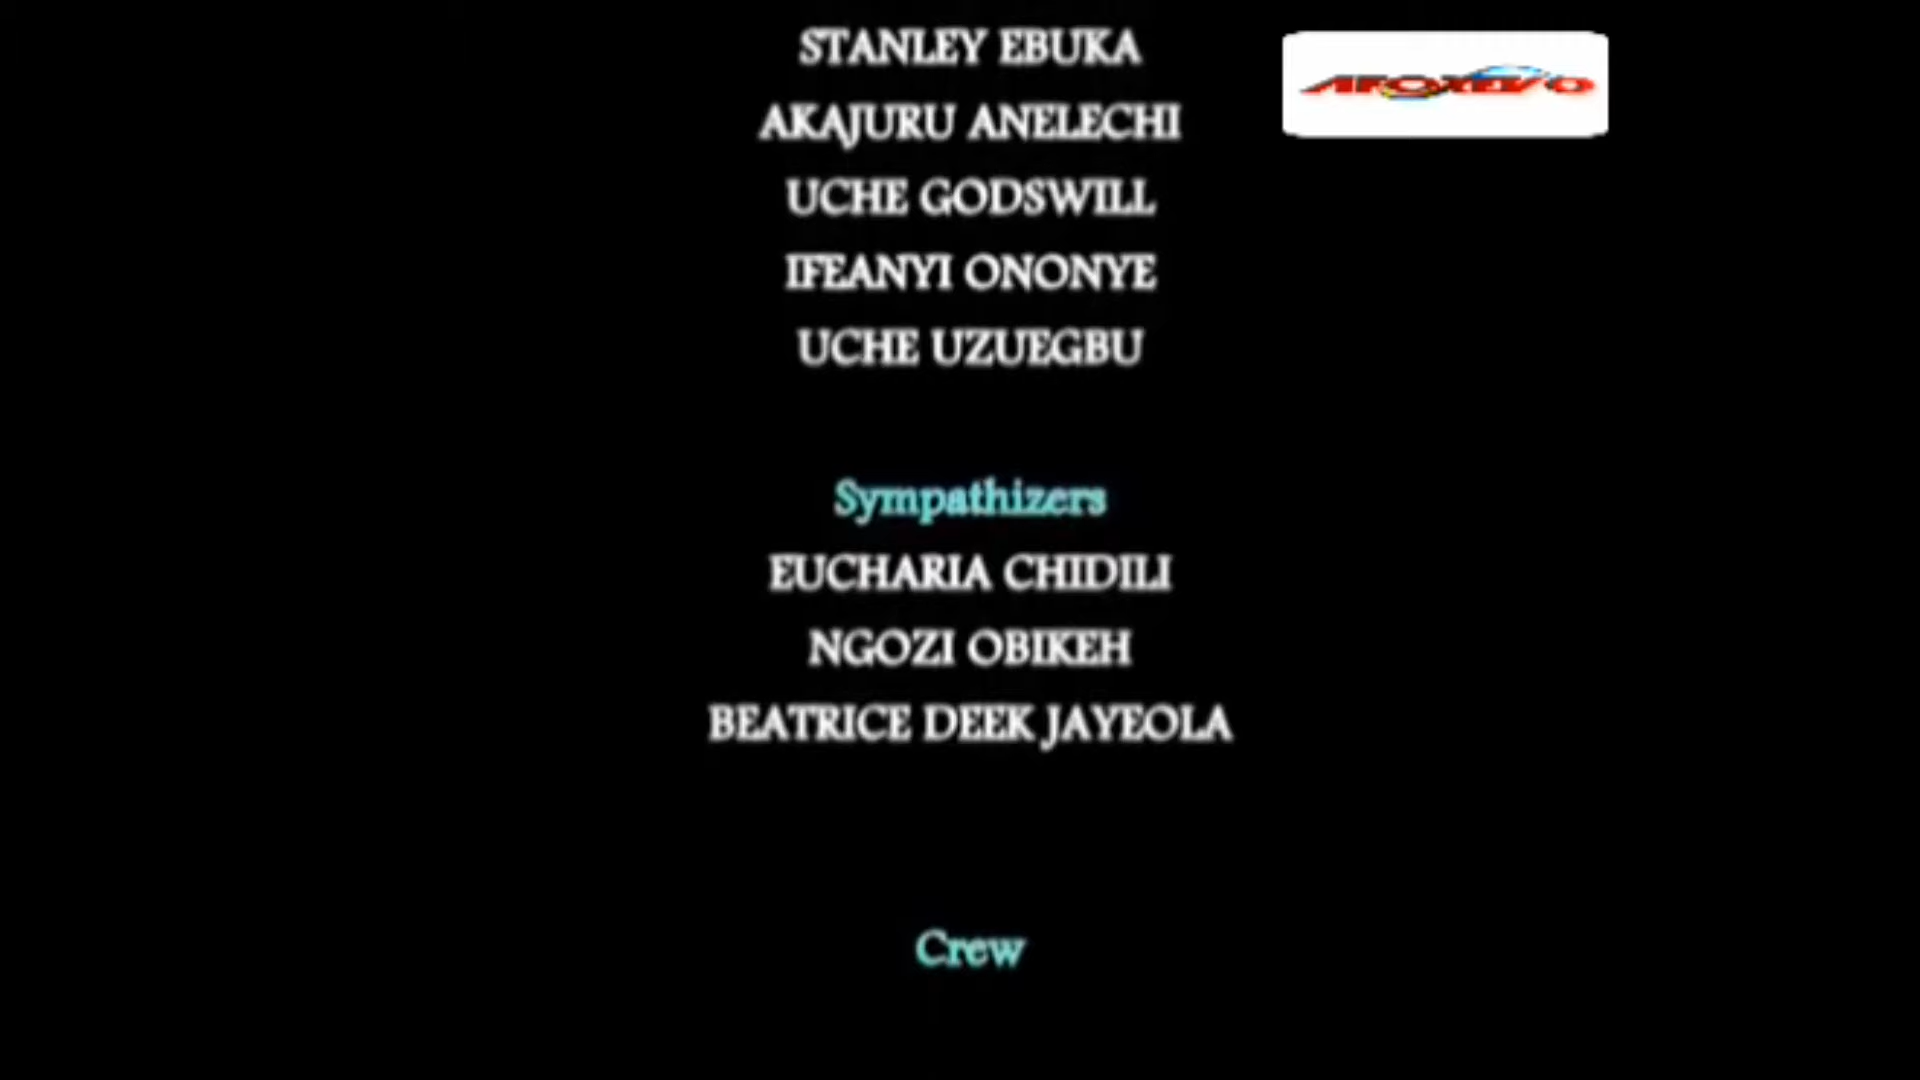 STANLEY EBUKA
AKAJURU ANELECHI
UCHE GODSWILL
IFEANYI ONONYE
UCHE UZUEGBU
Sympathizers
EUCHARIA CHIDILI
NGOZI OBIKEH
BEATRICE DEEK JAYEOLA
Crew